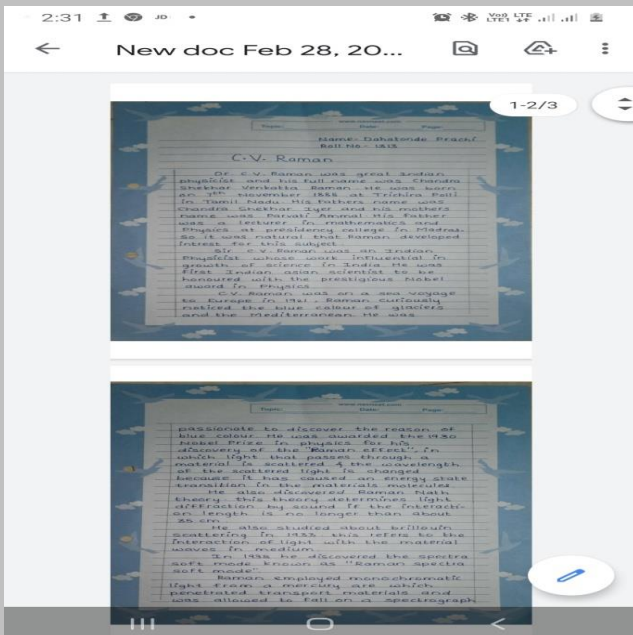 2:31 JD
Vo)) LTE
LTE1
New doc Feb 28, 20...
1-2/3
Name- Dahatonde Prachi
Roll No- 1313
C.V. Raman
Dr. C.V. Raman was great Indian
physicist and his full name was Chandra
Shekhar Venkatta Raman. He was born
on 7th November 1888 at Trichira Polli
in Tamil Nadu. His fathers name was
Chandra Shekhar Iyer and his mothers
name was Parvati Ammal. His father
was a lecturer in mathematics and
Physics at presidency college in Madras.
So it was natural that Raman developed
intrest for this subject.
Sir C.V. Raman was an Indian
Physicist whose work influential in
growth of science in India. He was
first Indian asian scientist to be
honoured with the prestigious Nobel
award in Physics.
C.V. Raman was on a sea voyage
to Europe in 1921. Raman curiously
noticed the blue colour of glaciers
and the Mediterranean. He was
passionate to discover the reason of
blue colour. He was awarded the 1930
Nobel Prize in physics for his
discovery of the "Raman effect", in
which light that passes through a
material is scattered & the wavelength
of the scattered light is changed
because it has caused an energy state
transition in the materials molecules
He also discovered Raman Nath
theory. this theory determines light
diffraction by sound if the interacti-
on length is no longer than about
35 cm.
He also studied about brillouin
scattering in 1933. this refers to the
interaction of light with the material
waves in medium
In 1938 he discovered the spectra
soft mode known as "Raman spectra
soft mode".
Raman employed monochromatic
light from a mercury arc which
penetrated transport materials and
was allowed to fall on a spectrograph